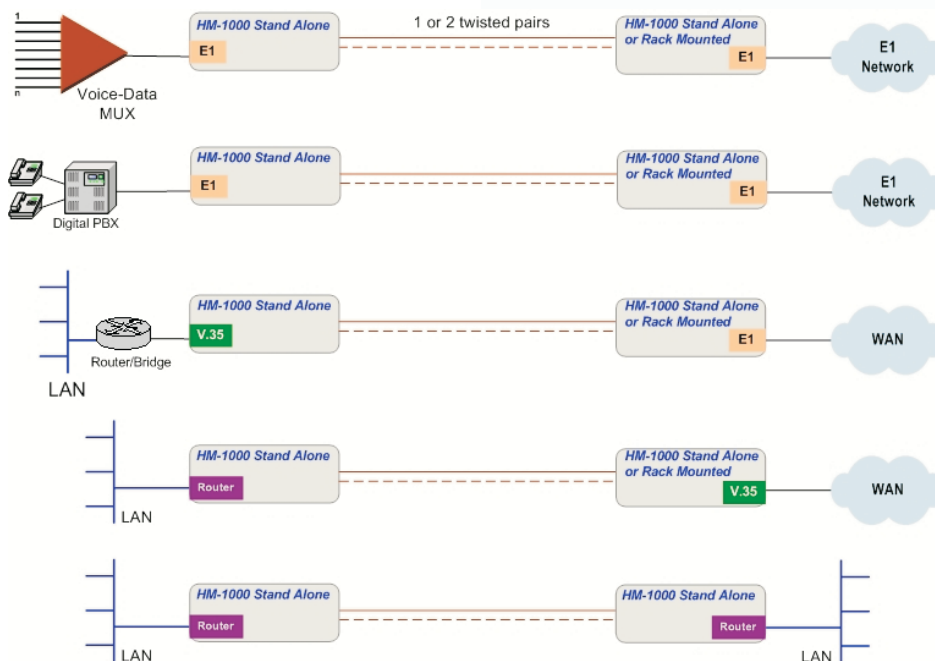 1
n
Voice-Data
MUX
HM-1000 Stand Alone
E1
1 or 2 twisted pairs
HM-1000 Stand Alone
or Rack Mounted
E1
E1
Network
Digital PBX
HM-1000 Stand Alone
E1
HM-1000 Stand Alone
or Rack Mounted
E1
E1
Network
LAN
Router/Bridge
HM-1000 Stand Alone
V.35
HM-1000 Stand Alone
or Rack Mounted
E1
WAN
LAN
HM-1000 Stand Alone
Router
HM-1000 Stand Alone
or Rack Mounted
V.35
WAN
LAN
HM-1000 Stand Alone
Router
HM-1000 Stand Alone
Router
LAN